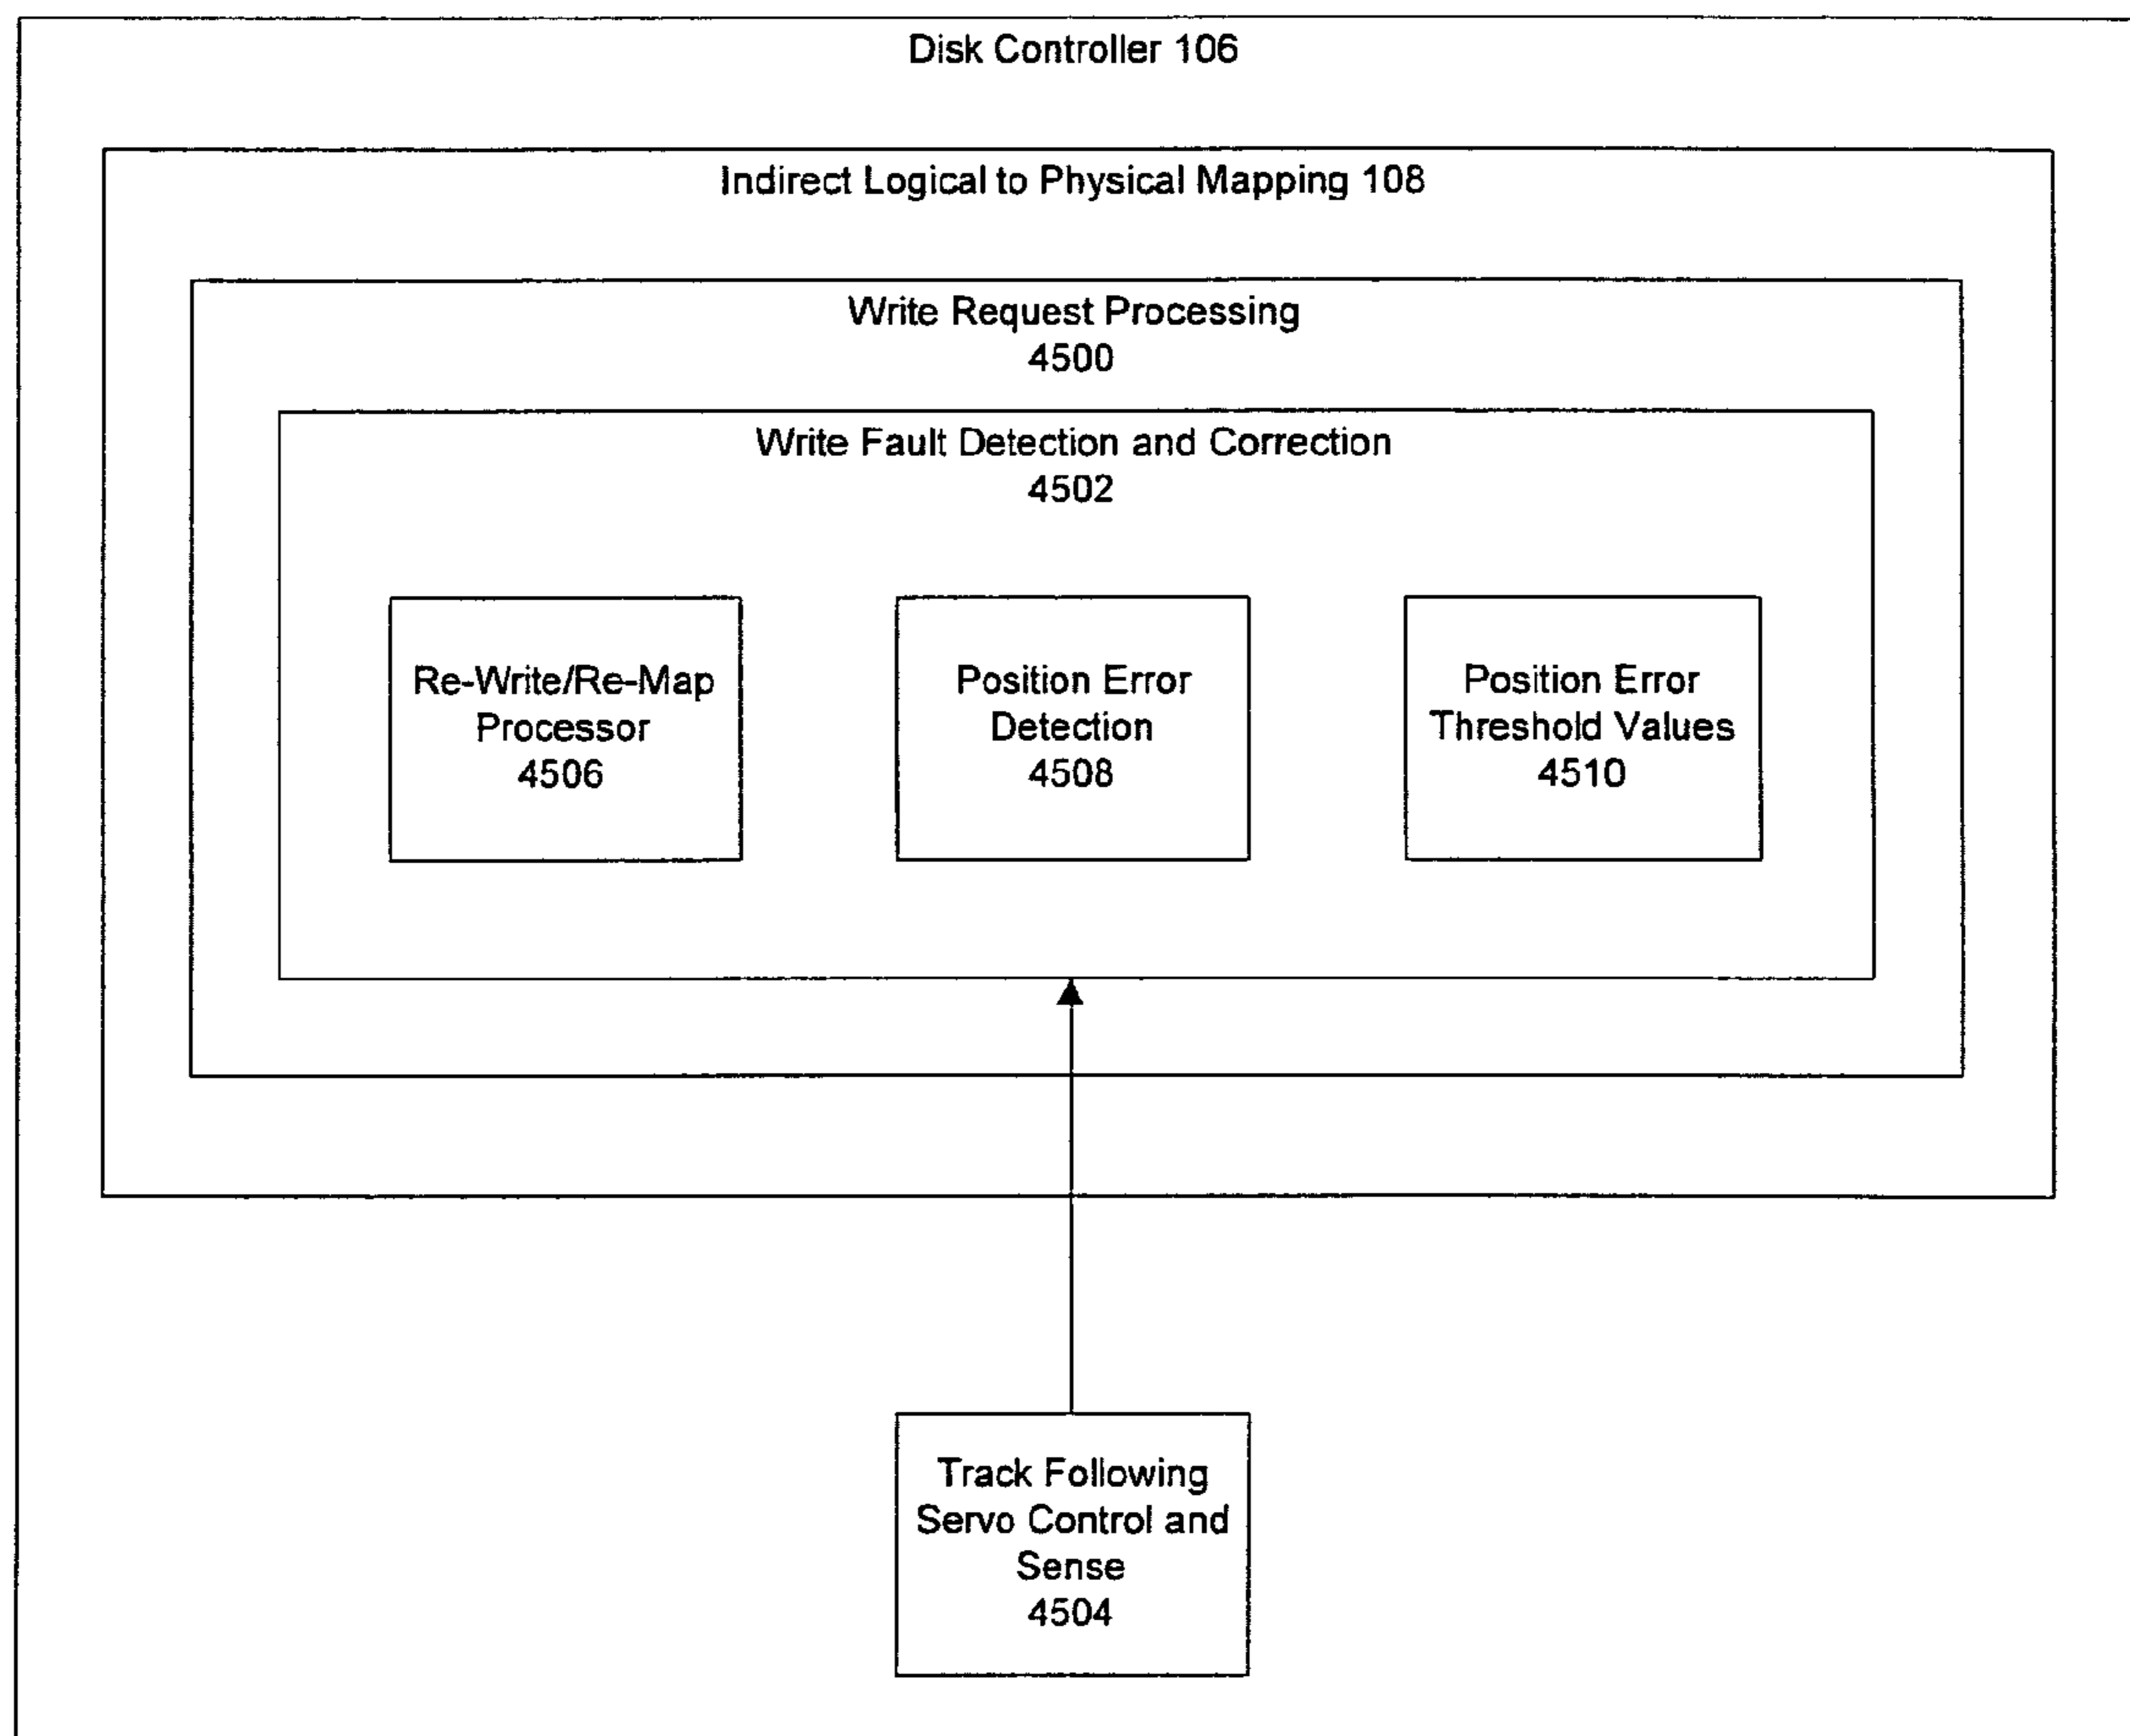 Disk Controller 106
Indirect Logical to Physical Mapping 108
Write Request Processing
4500
Write Fault Detection and Correction
4502
Re-Write/Re-Map
Processor
4506
Position Error
Detection
4508
Position Error
Threshold Values
4510
Track Following
Servo Control and
Sense
4504